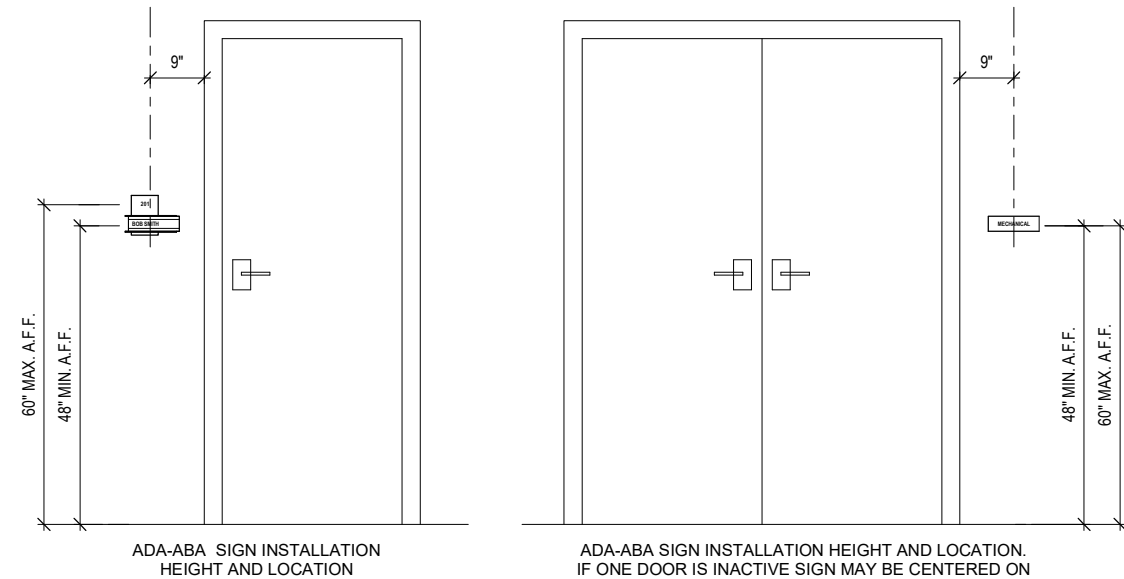 9"
9"
201
BOB SMITH
MECHANICAL
60" MAX. A.F.F.
48" MIN. A.F.F.
48" MIN. A.F.F.
60" MAX. A.F.F.
ADA-ABA SIGN INSTALLATION
HEIGHT AND LOCATION
ADA-ABA SIGN INSTALLATION HEIGHT AND LOCATION.
IF ONE DOOR IS INACTIVE SIGN MAY BE CENTERED ON